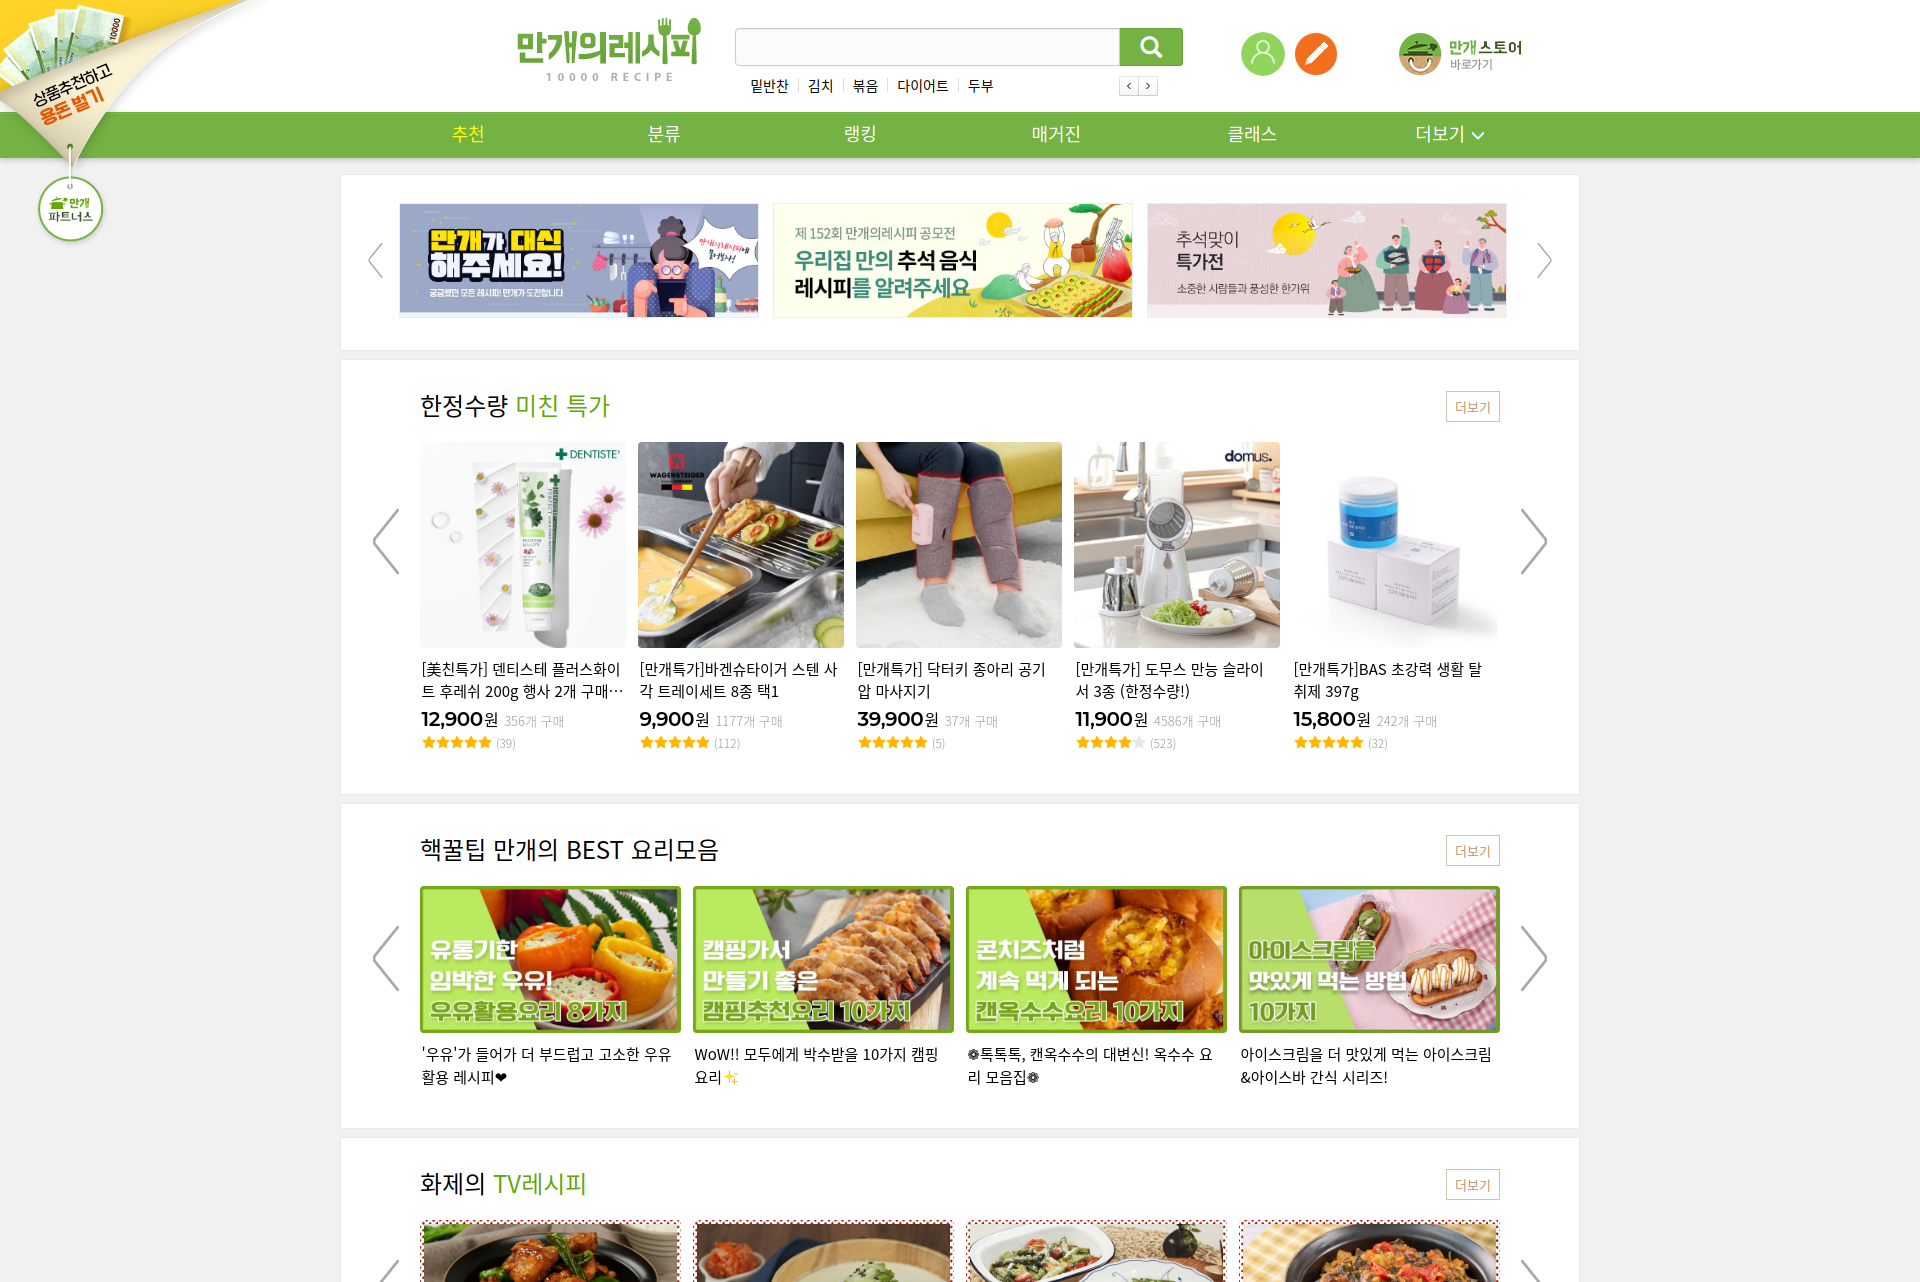 10000
상품추천하고
용돈 벌기
만개
파트너스
만개의레시피
10000 RECIPE
밑반찬 김치 볶음 다이어트 두부
만개 스토어
바로가기
추천 분류 랭킹 매거진 클래스 더보기
만개가 대신
해주세요!
궁금했던 모든 레시피! 만개가 도전합니다
만개의레시피에
물어보살!
제 152회 만개의레시피 공모전
우리집 만의 추석 음식
레시피를 알려주세요
추석맞이
특가전
소중한 사람들과 풍성한 한가위
한정수량 미친 특가
더보기
DENTISTE'
WAGENSTEIGER
domus.
[美친특가] 덴티스테 플러스화이
트 후레쉬 200g 행사 2개 구매…
12,900원 356개 구매
(39)
[만개특가]바겐슈타이거 스텐 사
각 트레이세트 8종 택1
9,900원 1177개 구매
(112)
[만개특가] 닥터키 종아리 공기
압 마사지기
39,900원 37개 구매
(5)
[만개특가] 도무스 만능 슬라이
서 3종 (한정수량!)
11,900원 4586개 구매
(523)
[만개특가]BAS 초강력 생활 탈
취제 397g
15,800원 242개 구매
(32)
핵꿀팁 만개의 BEST 요리모음
더보기
유통기한
임박한 우유!
우유활용요리 8가지
캠핑가서
만들기 좋은
캠핑추천요리 10가지
콘치즈처럼
계속 먹게 되는
캔옥수수요리 10가지
아이스크림을
맛있게 먹는 방법
10가지
'우유'가 들어가 더 부드럽고 고소한 우유
활용 레시피❤
WoW!! 모두에게 박수받을 10가지 캠핑
요리✨
❁톡톡톡, 캔옥수수의 대변신! 옥수수 요
리 모음집❁
아이스크림을 더 맛있게 먹는 아이스크림
&아이스바 간식 시리즈!
화제의 TV레시피
더보기